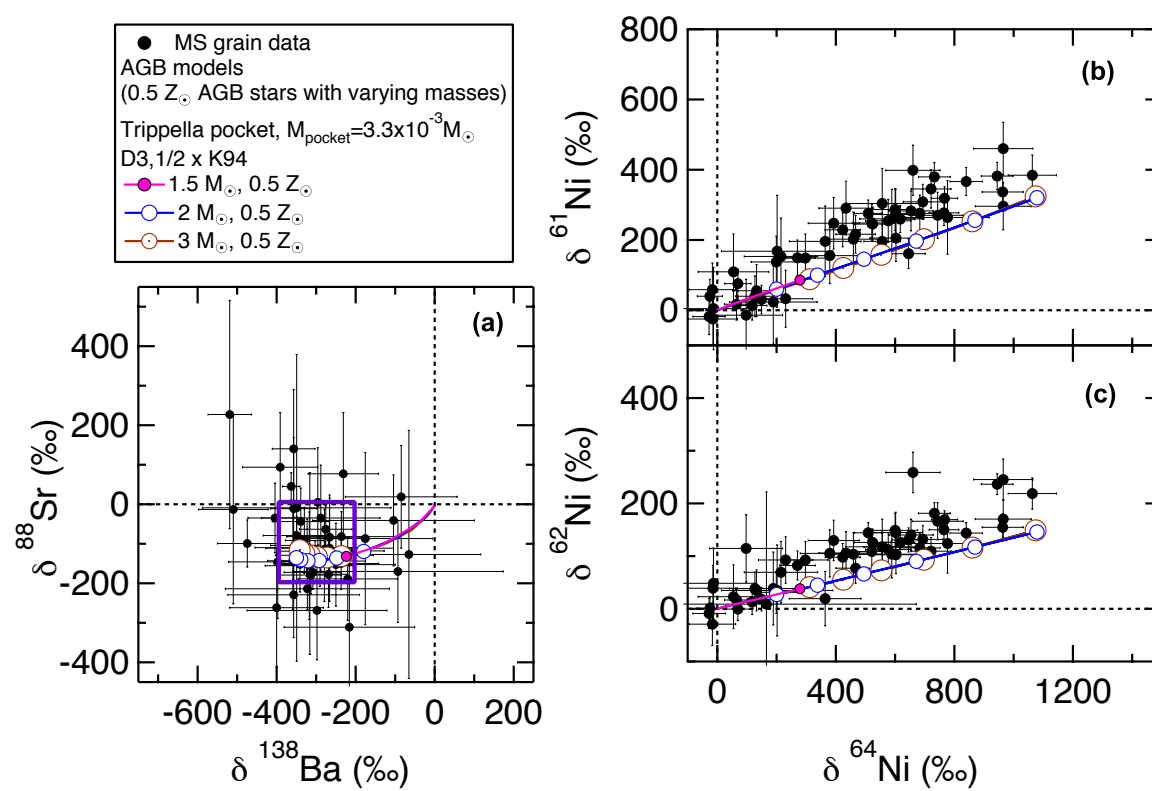 MS grain data
AGB models
(0.5 Z☉ AGB stars with varying masses)
Trippella pocket, Mpocket=3.3x10⁻³M☉
D3,1/2 x K94
1.5 M☉, 0.5 Z☉
2 M☉, 0.5 Z☉
3 M☉, 0.5 Z☉
(a)
400
200
0
-200
-400
δ ⁸⁸Sr (‰)
-600
-400
-200
0
200
δ ¹³⁸Ba (‰)
(b)
800
600
400
200
0
δ ⁶¹Ni (‰)
(c)
400
200
0
δ ⁶²Ni (‰)
0
400
800
1200
δ ⁶⁴Ni (‰)